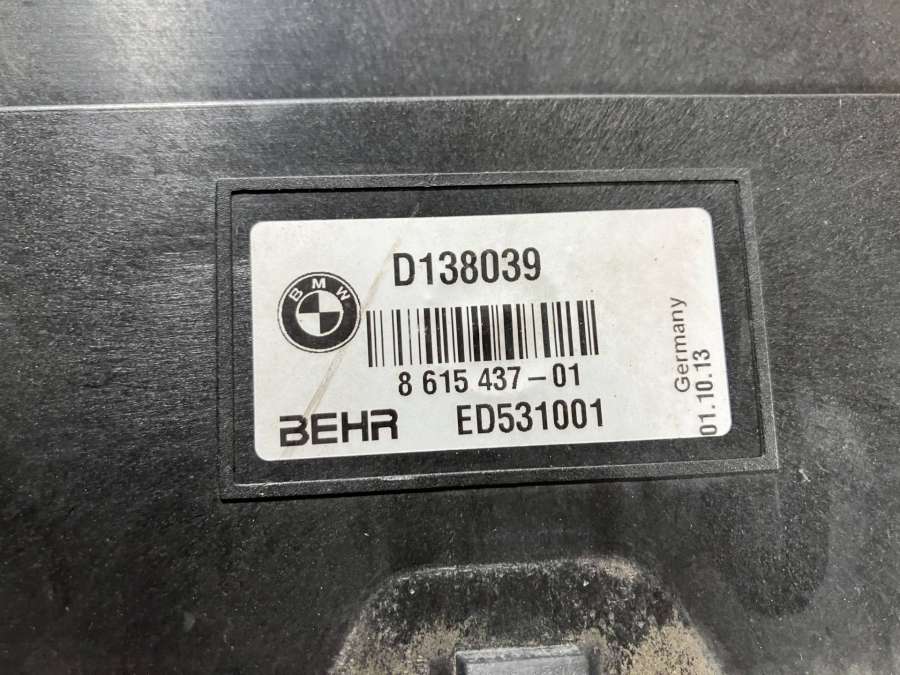 D138039
BMW
8 615 437-01
BEHR
ED531001
Germany
01.10.13